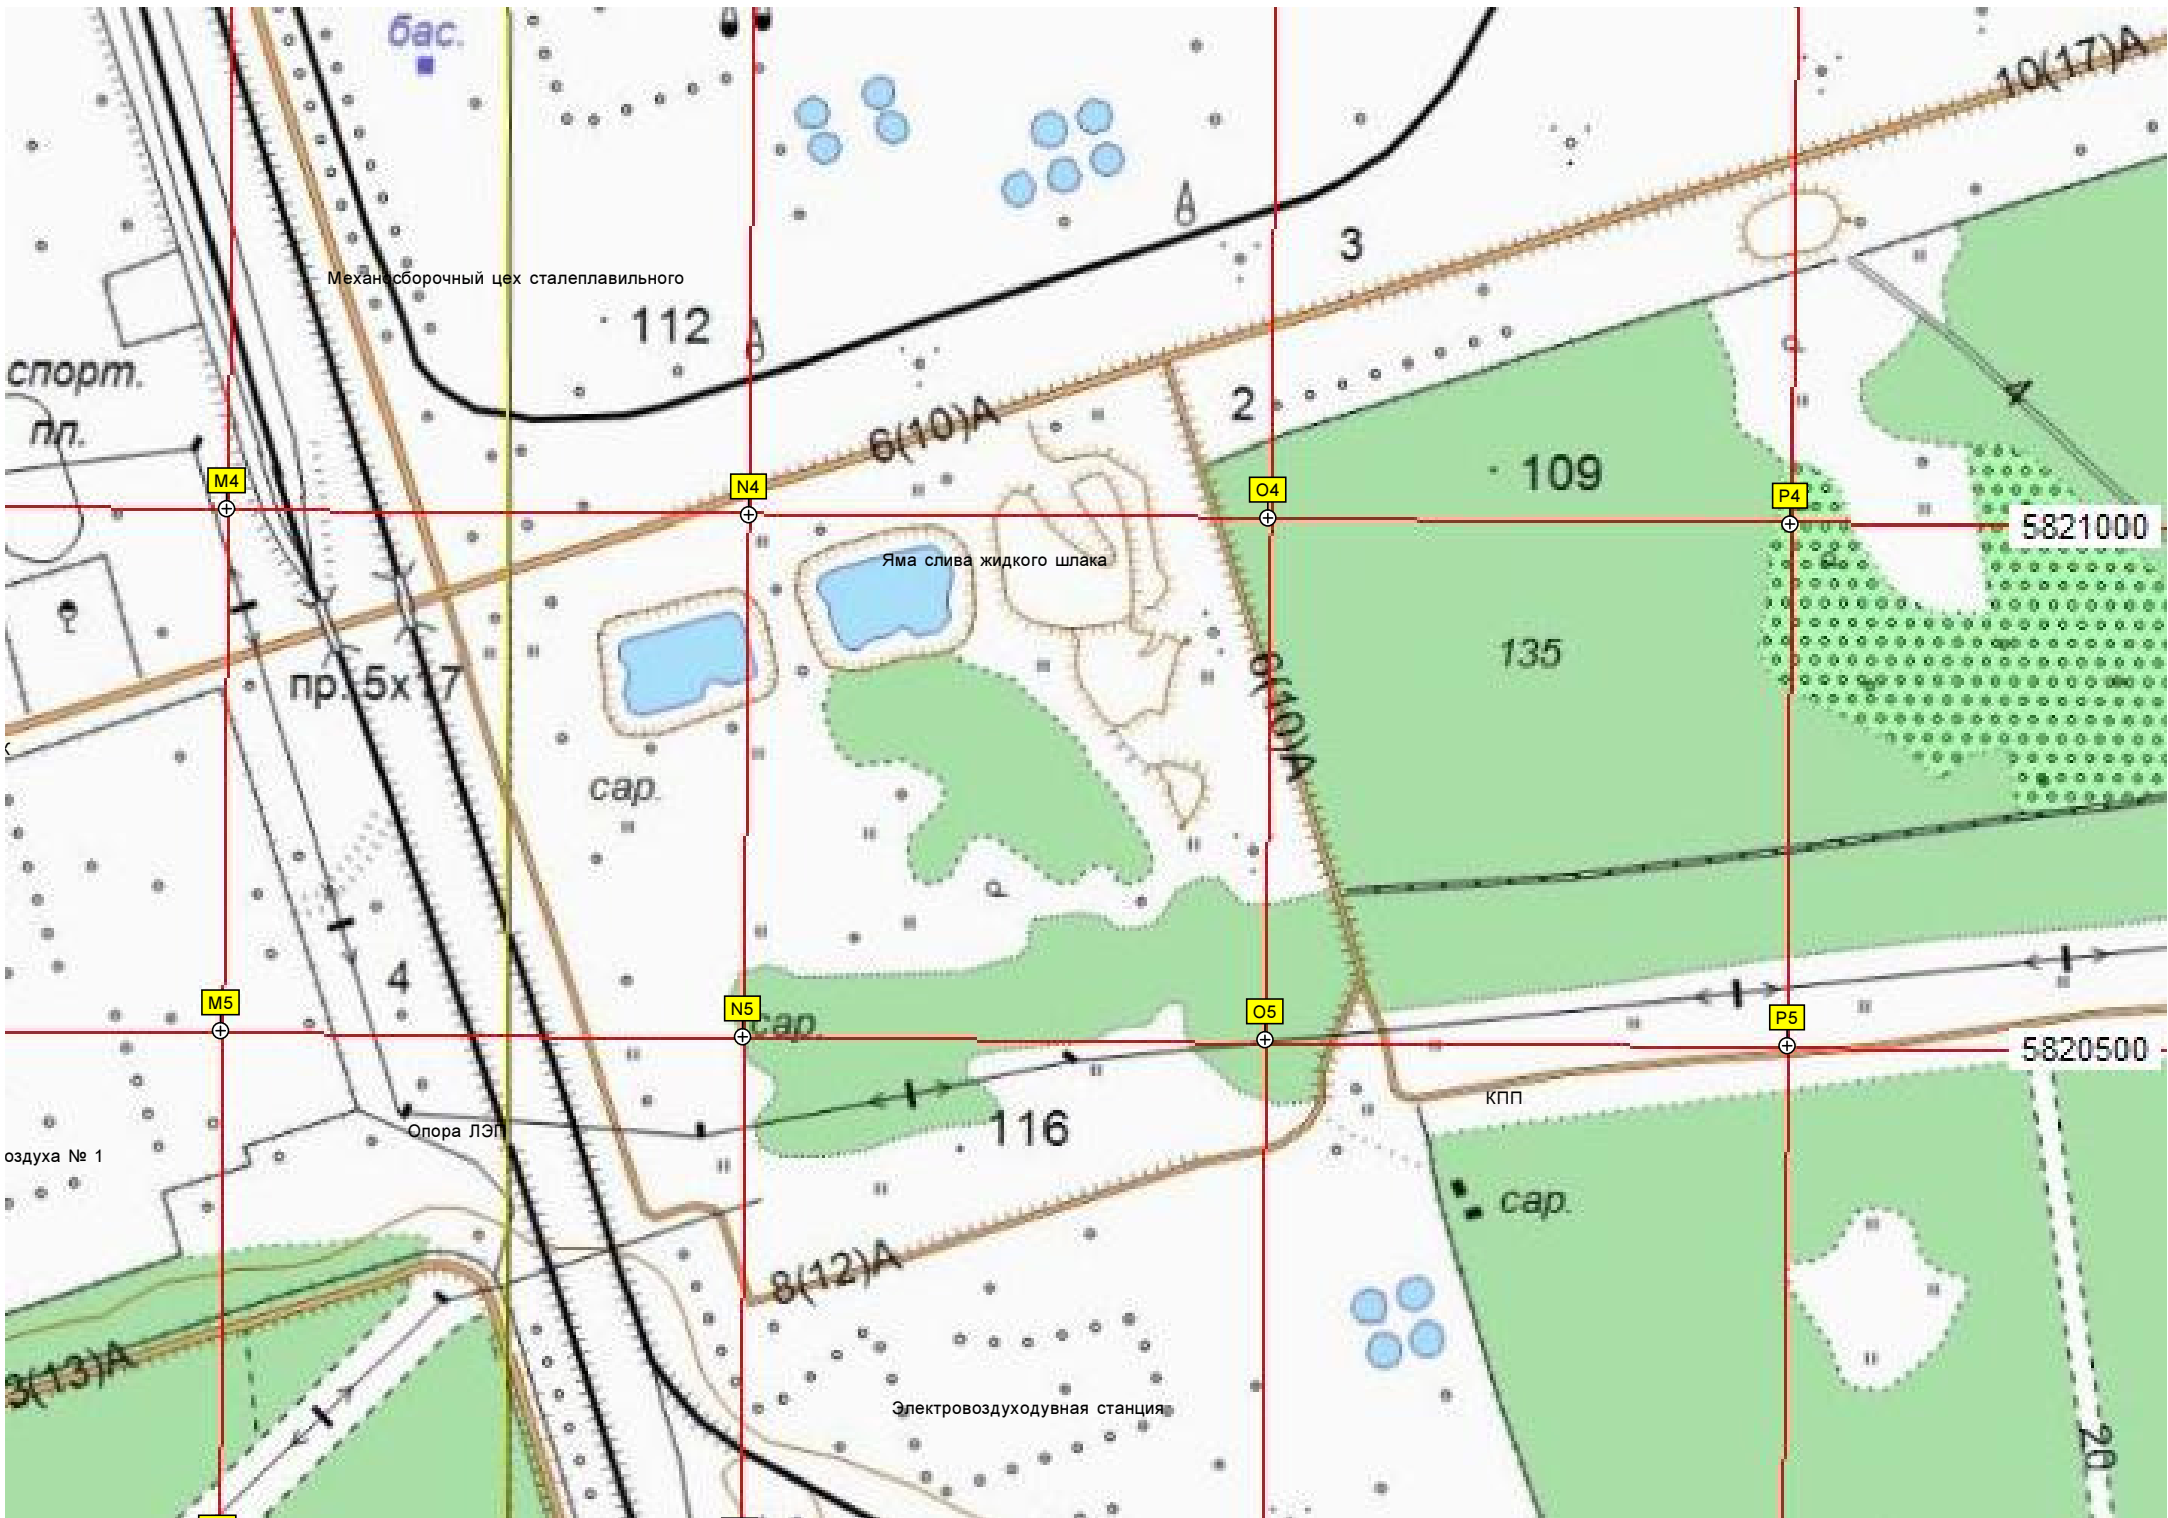 бас.
10(17)А
Механосборочный цех сталеплавильного
112
3
спорт.
пл.
6(10)А
2
109
М4
N4
O4
P4
5821000
Яма слива жидкого шлака
135
пр. 5х17
6(10)А
к
сар.
4
M5
N5
O5
P5
сар.
5820500
КПП
Опора ЛЭП
116
оздуха № 1
сар.
8(12)А
3(13)А
Электровоздуходувная станция
20